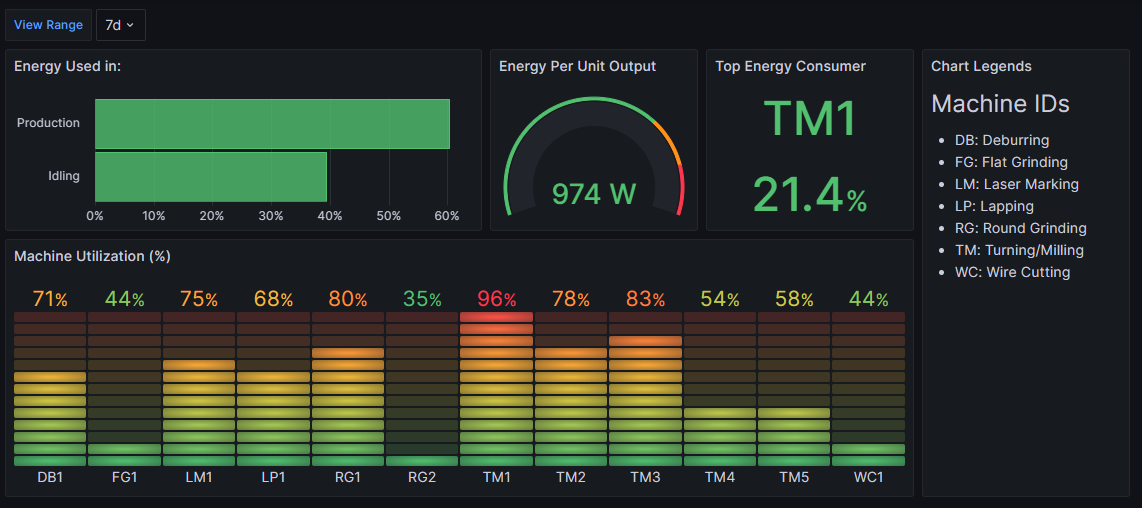 View Range 7d
Energy Used in:
Production
Idling
0% 10% 20% 30% 40% 50% 60%
Energy Per Unit Output
974 W
Top Energy Consumer
TM1
21.4%
Chart Legends
Machine IDs
• DB: Deburring
• FG: Flat Grinding
• LM: Laser Marking
• LP: Lapping
• RG: Round Grinding
• TM: Turning/Milling
• WC: Wire Cutting
Machine Utilization (%)
71% 44% 75% 68% 80% 35% 96% 78% 83% 54% 58% 44%
DB1 FG1 LM1 LP1 RG1 RG2 TM1 TM2 TM3 TM4 TM5 WC1